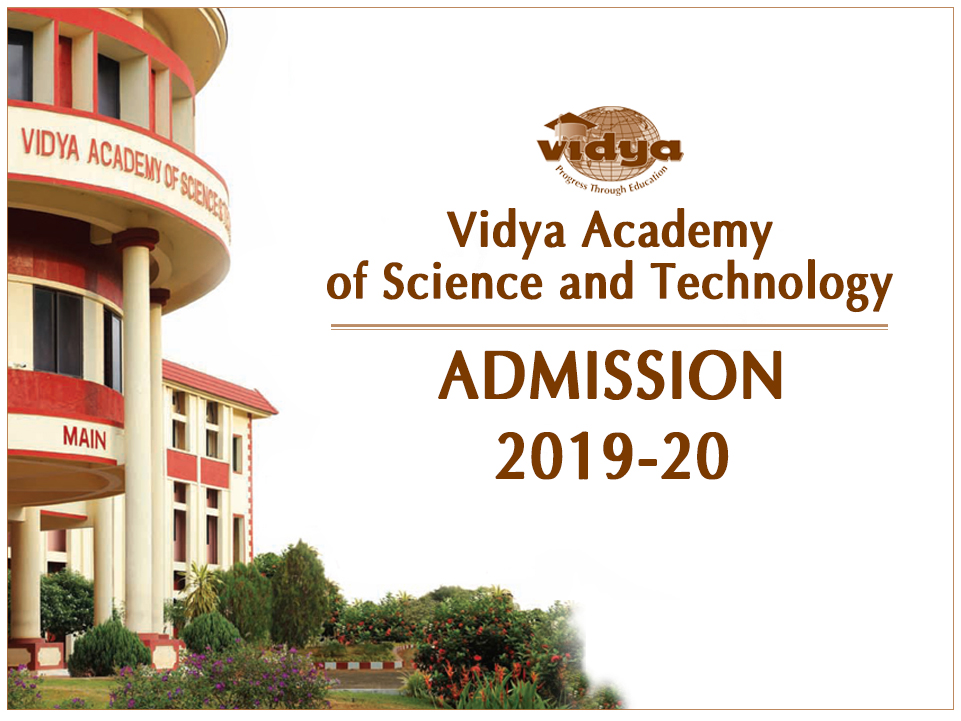 VIDYA ACADEMY OF SCIENCE &
MAIN
vidya
Progress Through Education
Vidya Academy
of Science and Technology
ADMISSION
2019-20